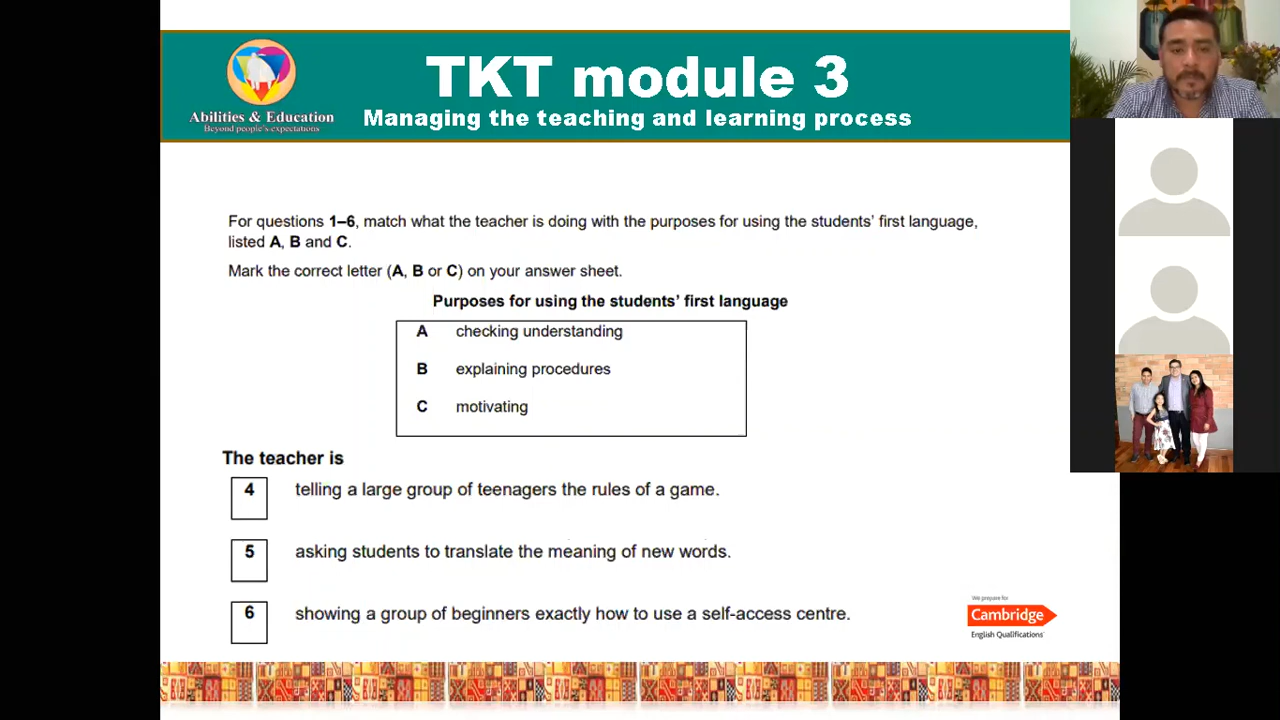 TKT module 3
Abilities & Education
Beyond people's expectations
Managing the teaching and learning process
For questions 1–6, match what the teacher is doing with the purposes for using the students' first language,
listed A, B and C.
Mark the correct letter (A, B or C) on your answer sheet.
Purposes for using the students' first language
A checking understanding
B explaining procedures
C motivating
The teacher is
4 telling a large group of teenagers the rules of a game.
5 asking students to translate the meaning of new words.
6 showing a group of beginners exactly how to use a self-access centre.
We prepare for
Cambridge
English Qualifications